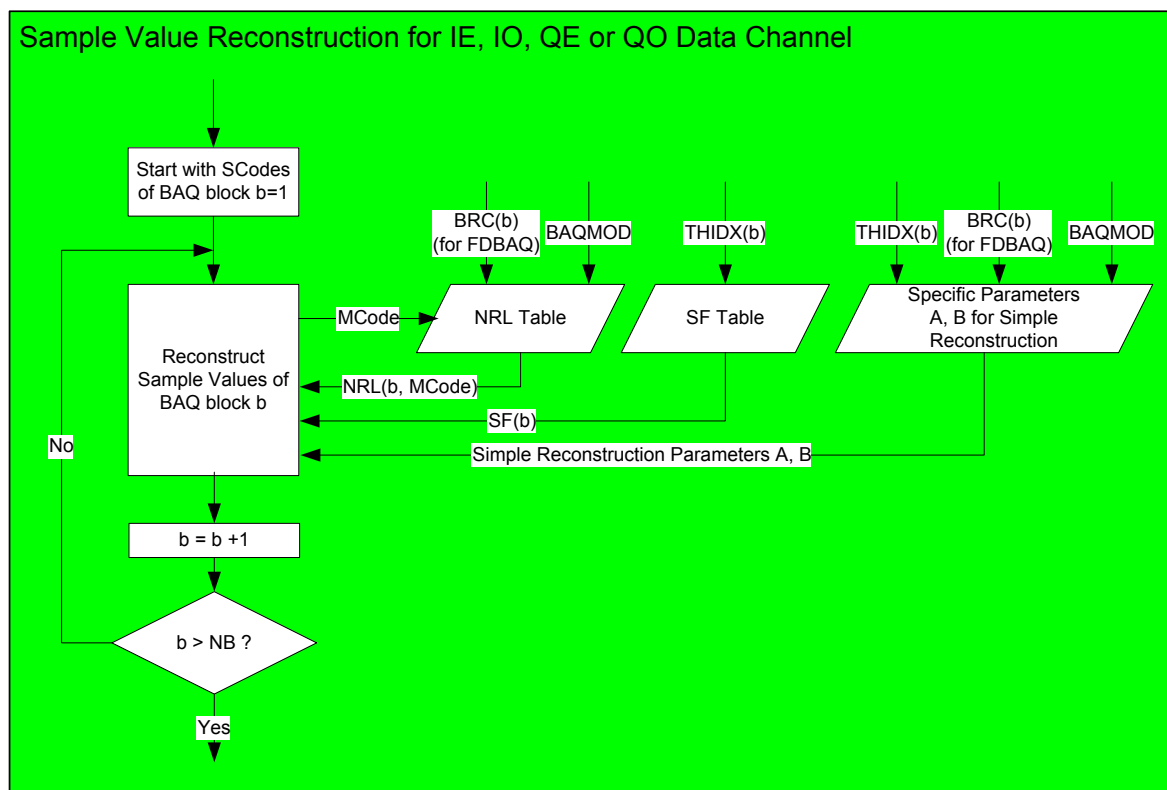 Sample Value Reconstruction for IE, IO, QE or QO Data Channel
Start with SCodes
of BAQ block b=1
BRC(b)
(for FDBAQ)
BAQMOD
THIDX(b)
THIDX(b)
BRC(b)
(for FDBAQ)
BAQMOD
Reconstruct
Sample Values of
BAQ block b
MCode
NRL Table
SF Table
Specific Parameters
A, B for Simple
Reconstruction
NRL(b, MCode)
SF(b)
Simple Reconstruction Parameters A, B
No
b = b +1
b > NB ?
Yes